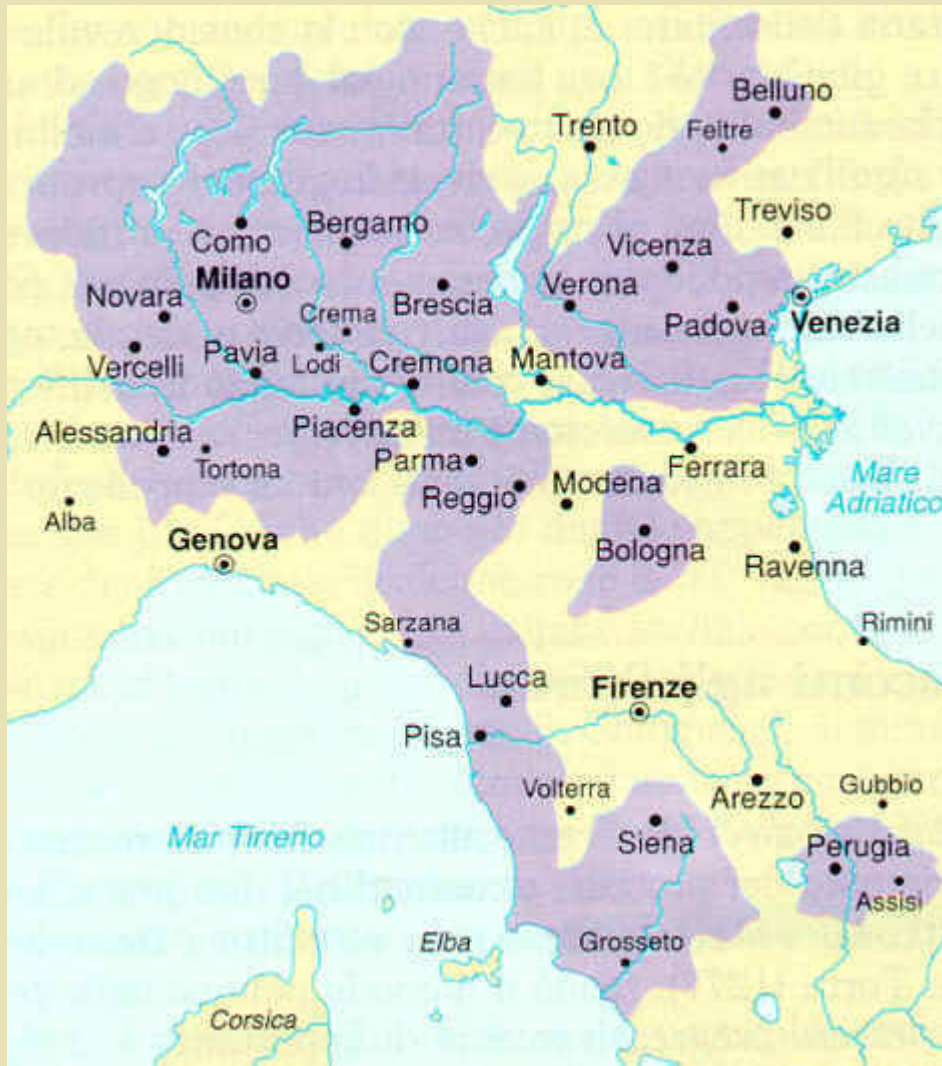 Belluno
Trento
Feltre
Treviso
Bergamo
Como
Vicenza
Milano
Verona
Novara
Brescia
Padova
Venezia
Crema
Vercelli
Pavia
Lodi
Cremona
Mantova
Alessandria
Piacenza
Tortona
Parma
Ferrara
Mare
Adriatico
Reggio
Modena
Alba
Bologna
Genova
Ravenna
Sarzana
Rimini
Lucca
Firenze
Pisa
Volterra
Arezzo
Gubbio
Mar Tirreno
Siena
Perugia
Assisi
Elba
Grosseto
Corsica